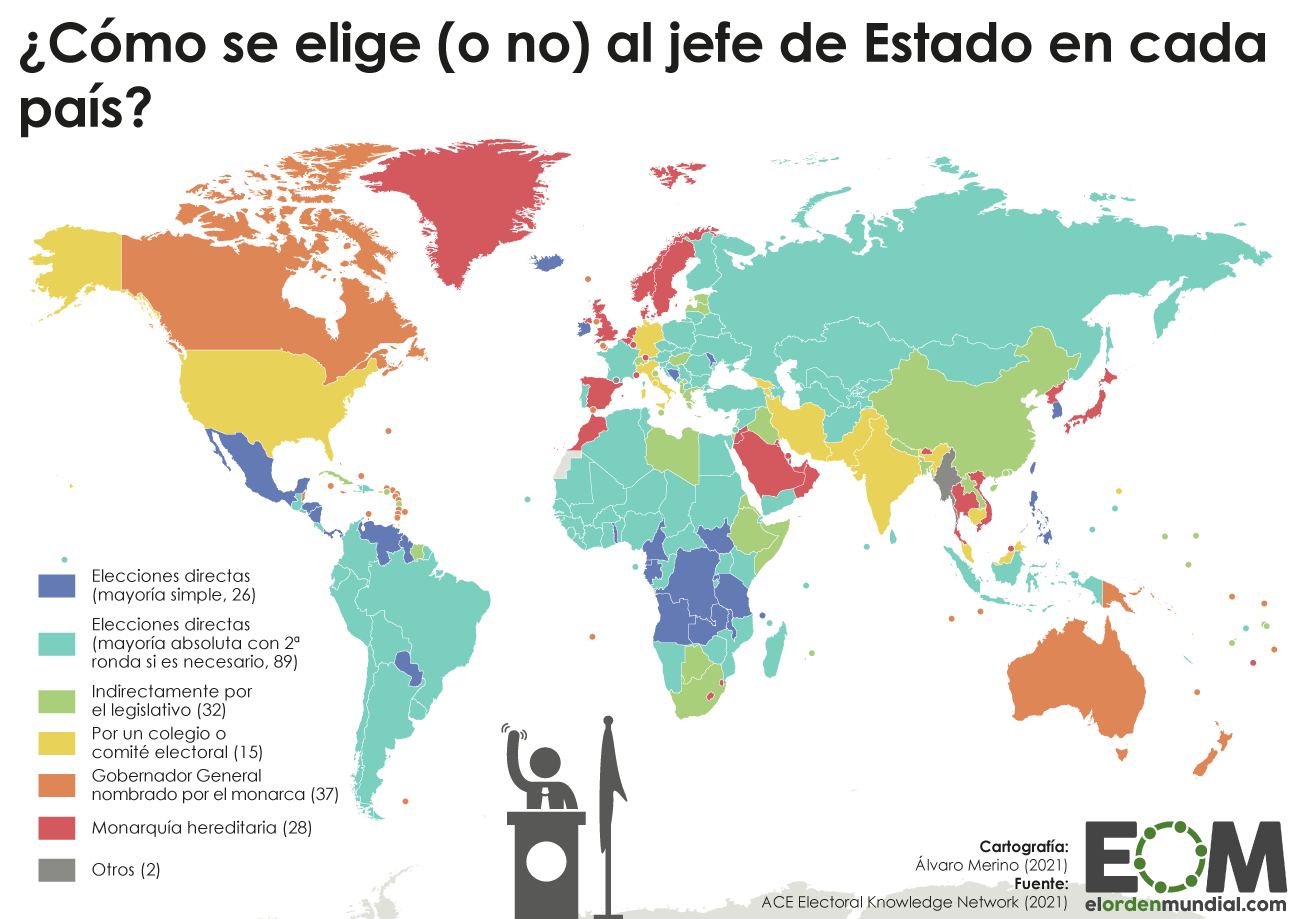 ¿Cómo se elige (o no) al jefe de Estado en cada
país?
Elecciones directas
(mayoría simple, 26)
Elecciones directas
(mayoría absoluta con 2ª
ronda si es necesario, 89)
Indirectamente por
el legislativo (32)
Por un colegio o
comité electoral (15)
Gobernador General
nombrado por el monarca (37)
Monarquía hereditaria (28)
Otros (2)
Cartografía:
Álvaro Merino (2021)
Fuente:
ACE Electoral Knowledge Network (2021)
EOM
elordenmundial.com